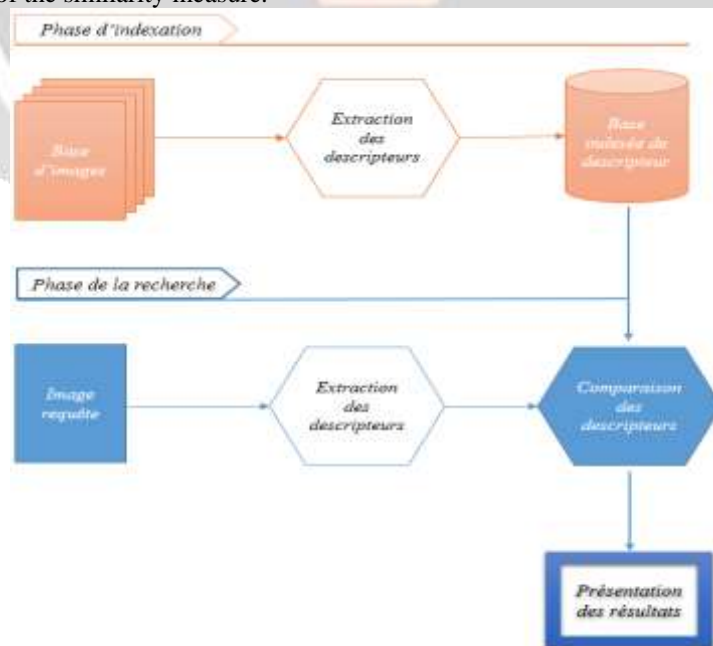 of the similarity measure.
Phase d'indexation
Base
d'images
Extraction
des
descripteurs
Base
indexée de
descripteur
Phase de la recherche
Image
requête
Extraction
des
descripteurs
Comparaison
des
descripteurs
Présentation
des résultats